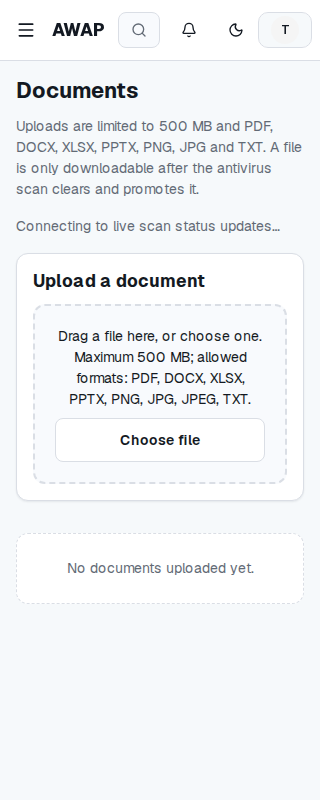 AWAP
T
Documents
Uploads are limited to 500 MB and PDF,
DOCX, XLSX, PPTX, PNG, JPG and TXT. A file
is only downloadable after the antivirus
scan clears and promotes it.
Connecting to live scan status updates…
Upload a document
Drag a file here, or choose one.
Maximum 500 MB; allowed
formats: PDF, DOCX, XLSX,
PPTX, PNG, JPG, JPEG, TXT.
Choose file
No documents uploaded yet.